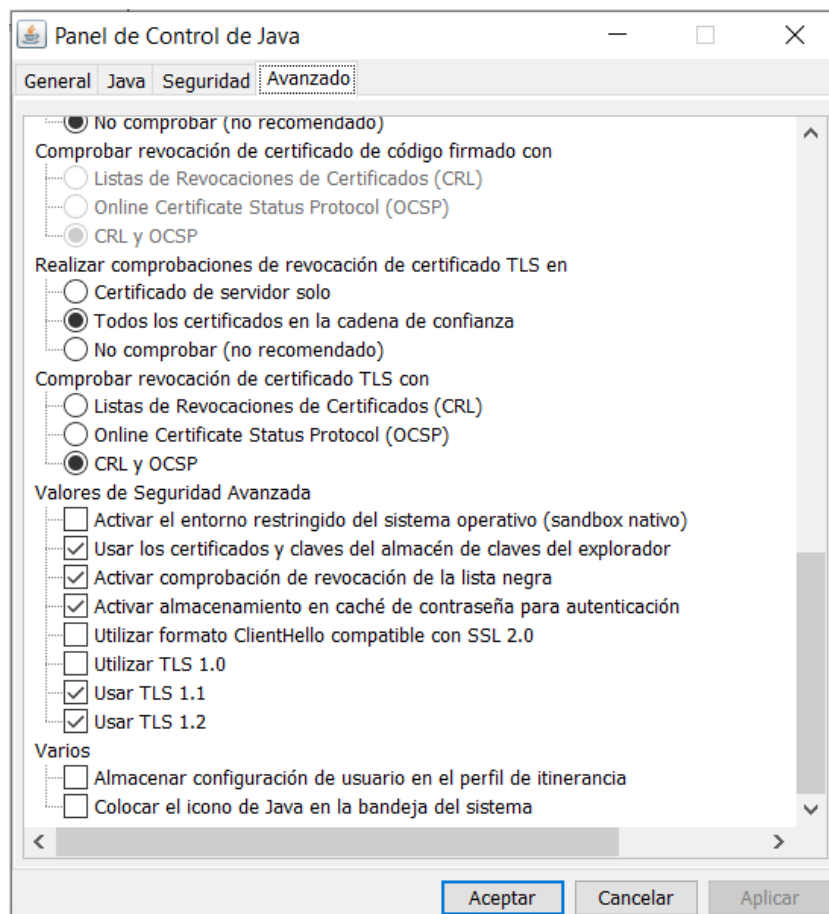 Panel de Control de Java
General Java Seguridad Avanzado
No comprobar (no recomendado)
Comprobar revocación de certificado de código firmado con
Listas de Revocaciones de Certificados (CRL)
Online Certificate Status Protocol (OCSP)
CRL y OCSP
Realizar comprobaciones de revocación de certificado TLS en
Certificado de servidor solo
Todos los certificados en la cadena de confianza
No comprobar (no recomendado)
Comprobar revocación de certificado TLS con
Listas de Revocaciones de Certificados (CRL)
Online Certificate Status Protocol (OCSP)
CRL y OCSP
Valores de Seguridad Avanzada
Activar el entorno restringido del sistema operativo (sandbox nativo)
Usar los certificados y claves del almacén de claves del explorador
Activar comprobación de revocación de la lista negra
Activar almacenamiento en caché de contraseña para autenticación
Utilizar formato ClientHello compatible con SSL 2.0
Utilizar TLS 1.0
Usar TLS 1.1
Usar TLS 1.2
Varios
Almacenar configuración de usuario en el perfil de itinerancia
Colocar el icono de Java en la bandeja del sistema
Aceptar Cancelar Aplicar